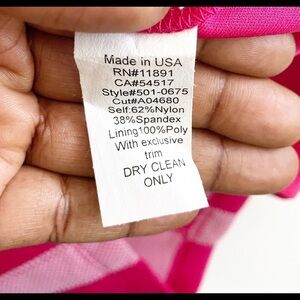 Made in USA
RN#11891
CA#54517
Style#501-0675
Cut#A04680
Self:62%Nylon
38%Spandex
Lining100%Poly
With exclusive
trim
DRY CLEAN
ONLY